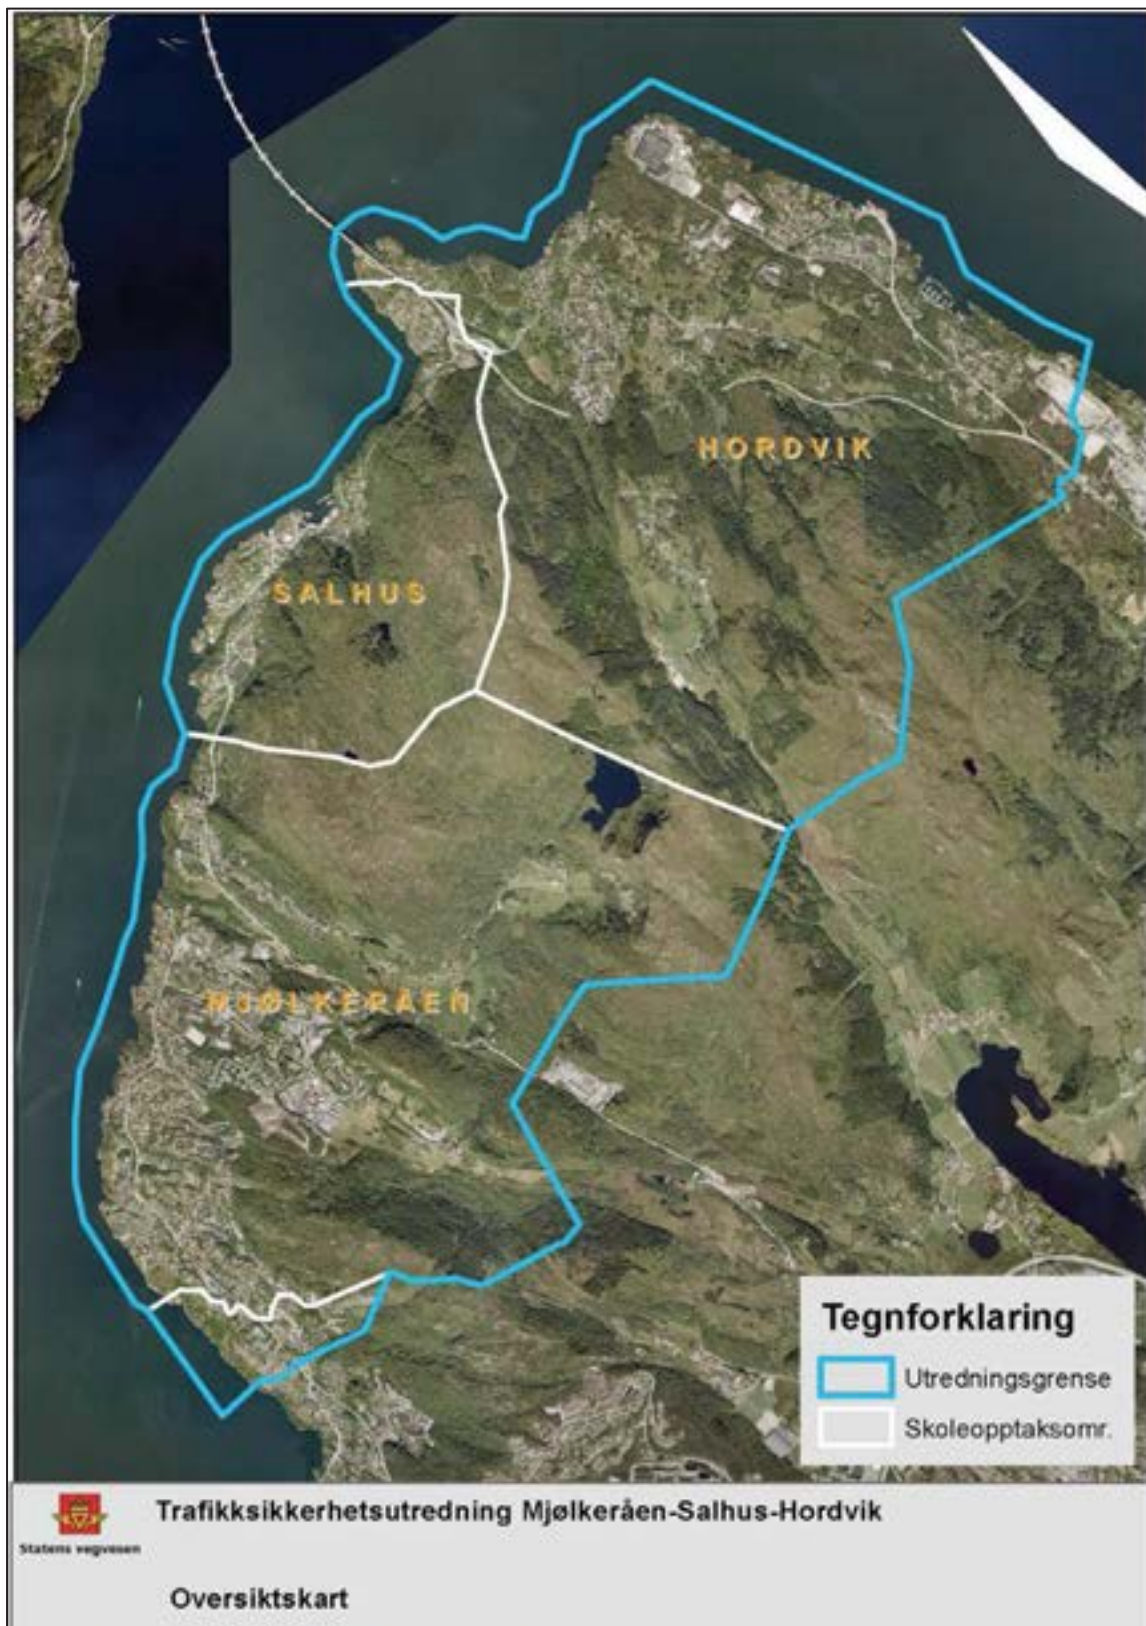 HORDVIK
SALHUS
MJØLKERÅEN
Tegnforklaring
Utredningsgrense
Skoleopptaksomr.
Trafikksikkerhetsutredning Mjølkeråen-Salhus-Hordvik
Statens vegvesen
Oversiktskart